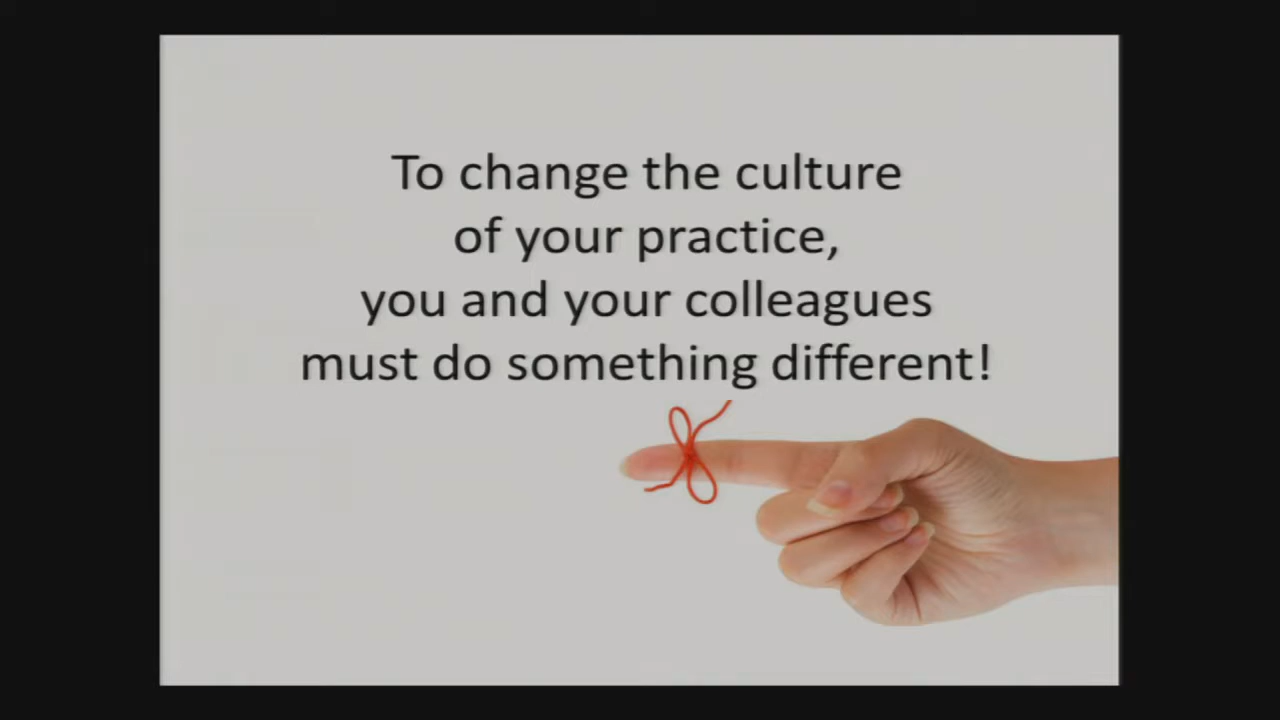 To change the culture
of your practice,
you and your colleagues
must do something different!